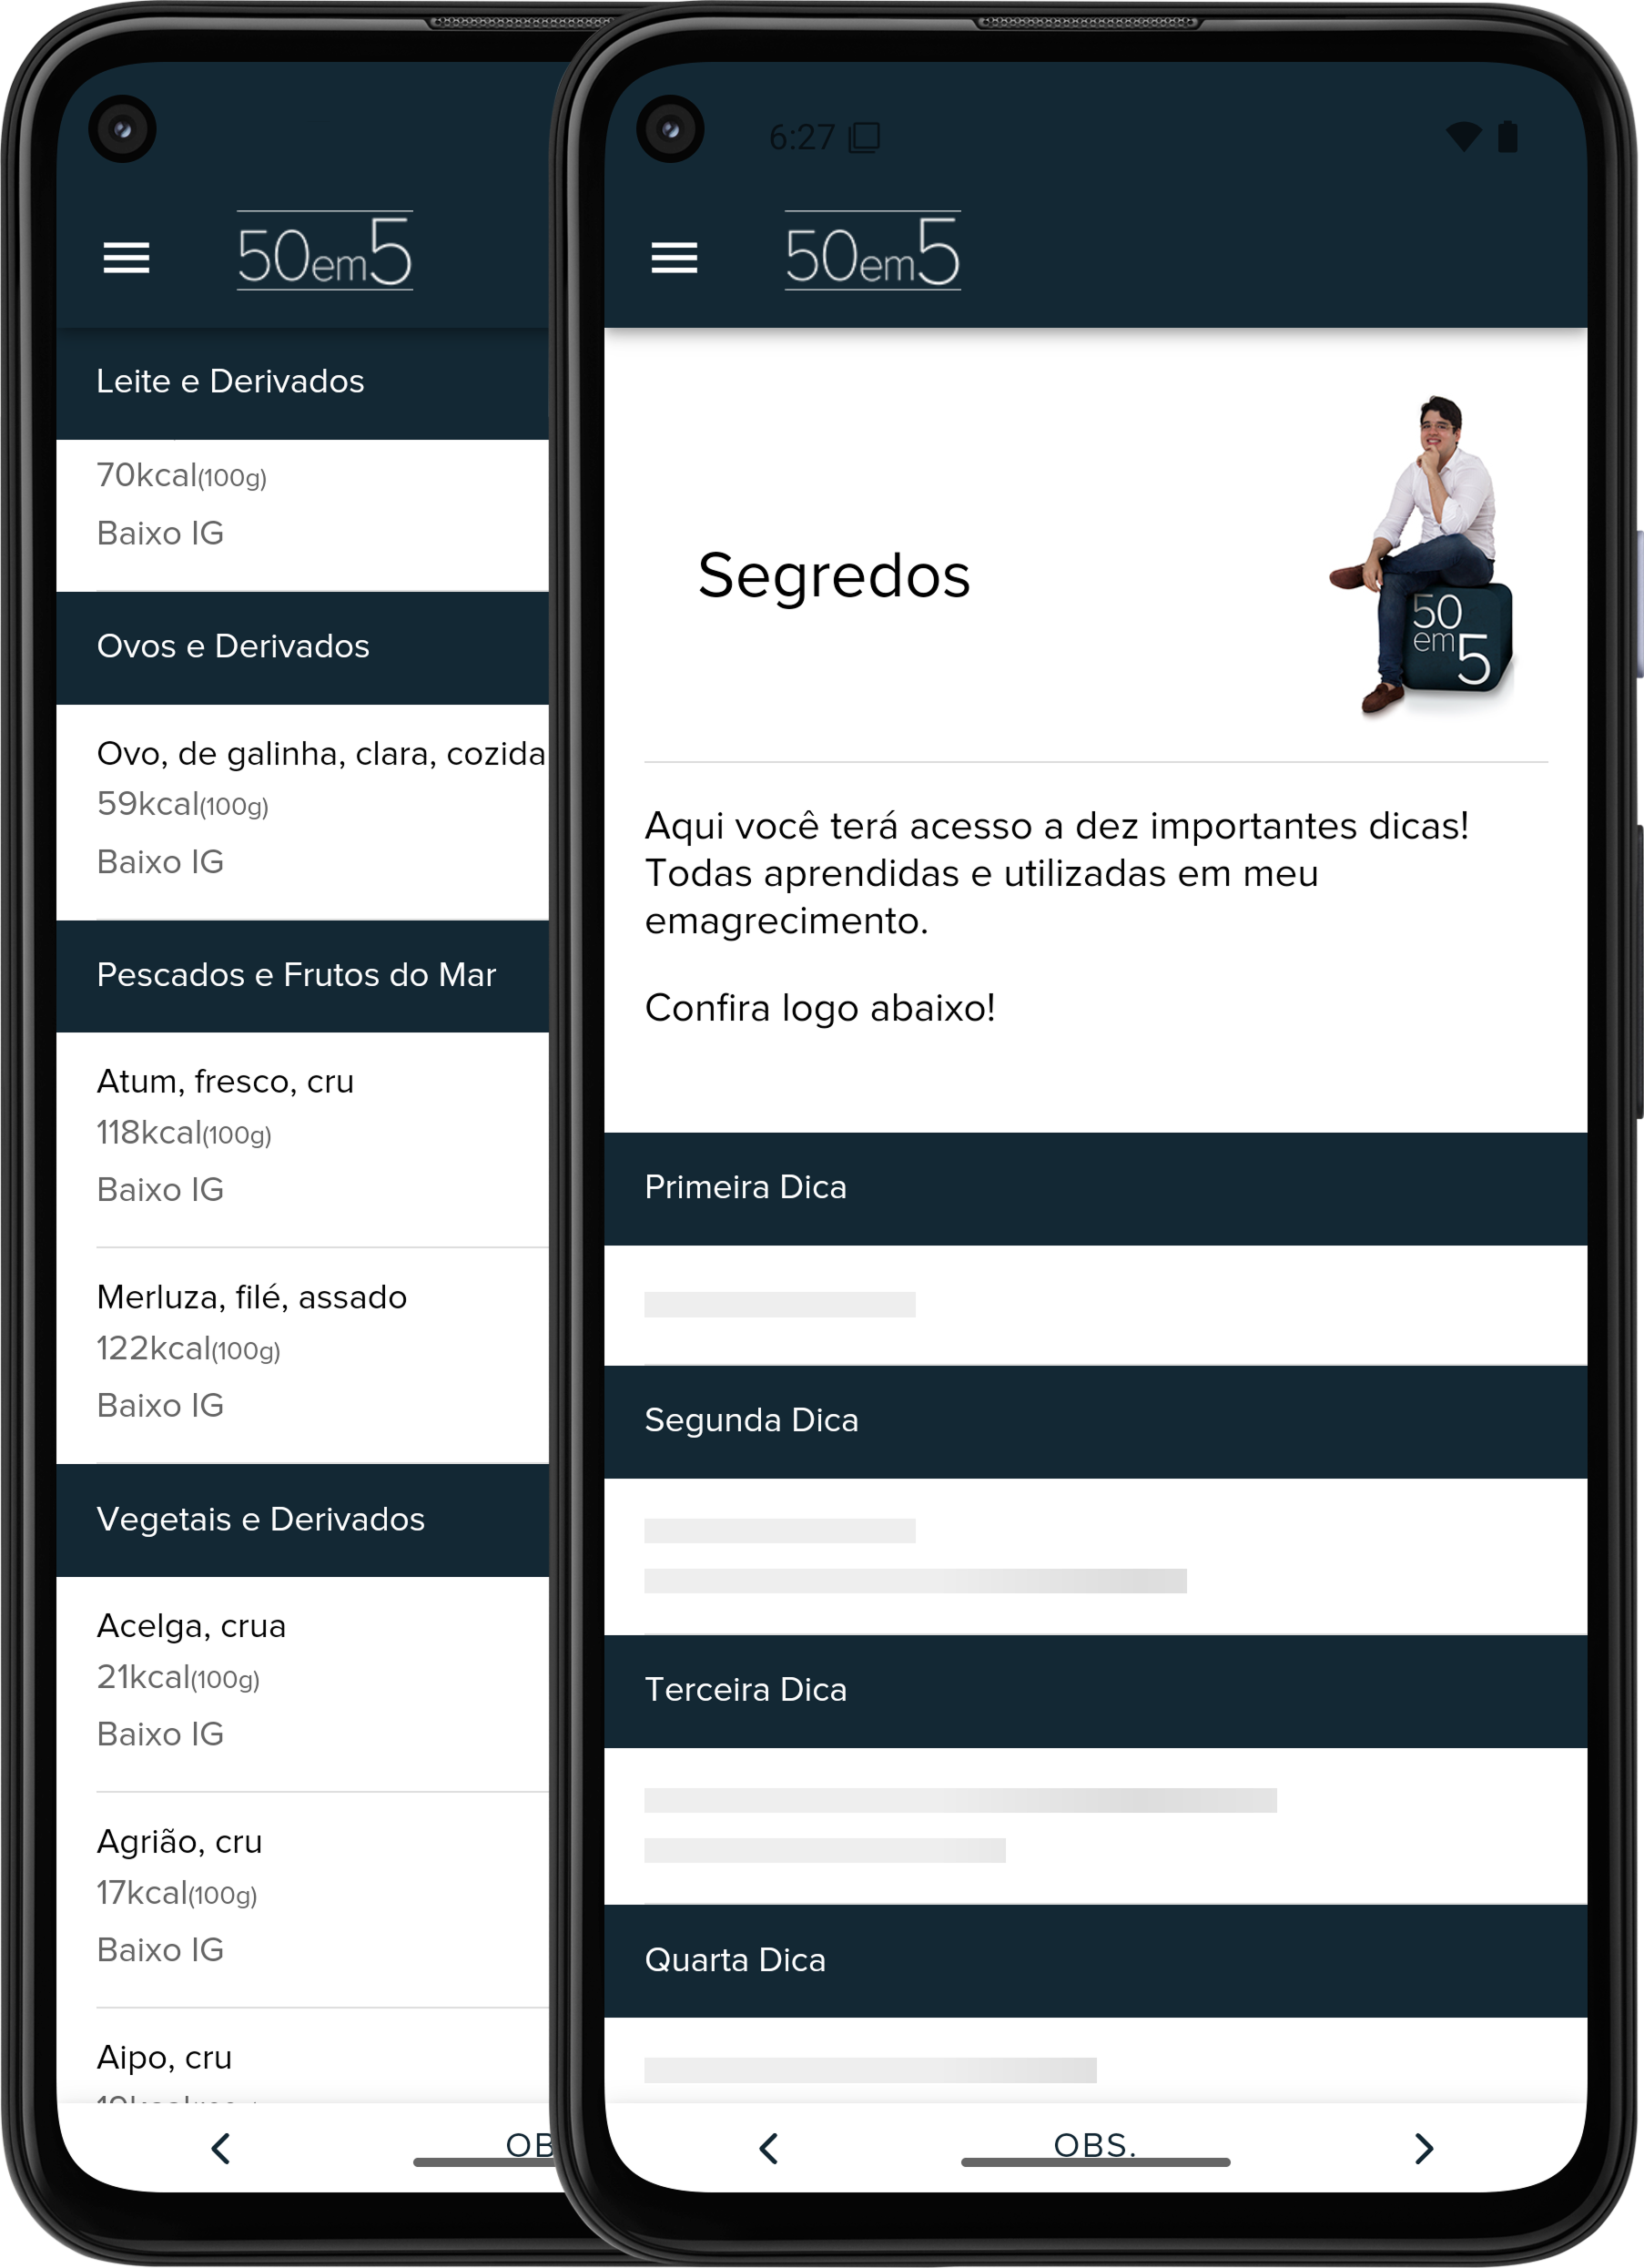 50em5
Leite e Derivados
70kcal(100g)
Baixo IG
Ovos e Derivados
Ovo, de galinha, clara, cozida
59kcal(100g)
Baixo IG
Pescados e Frutos do Mar
Atum, fresco, cru
118kcal(100g)
Baixo IG
Merluza, filé, assado
122kcal(100g)
Baixo IG
Vegetais e Derivados
Acelga, crua
21kcal(100g)
Baixo IG
Agrião, cru
17kcal(100g)
Baixo IG
Aipo, cru
OB
6:27
50em5
Segredos
50
em
5
Aqui você terá acesso a dez importantes dicas!
Todas aprendidas e utilizadas em meu
emagrecimento.
Confira logo abaixo!
Primeira Dica
Segunda Dica
Terceira Dica
Quarta Dica
OBS.